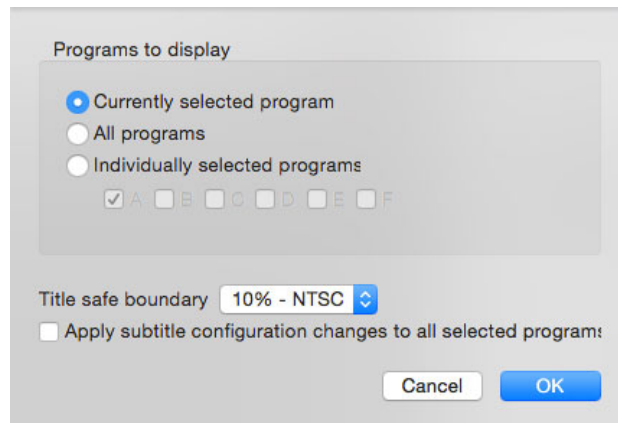 Programs to display
Currently selected program
All programs
Individually selected programs
A B C D E F
Title safe boundary 10% - NTSC
Apply subtitle configuration changes to all selected programs
Cancel OK